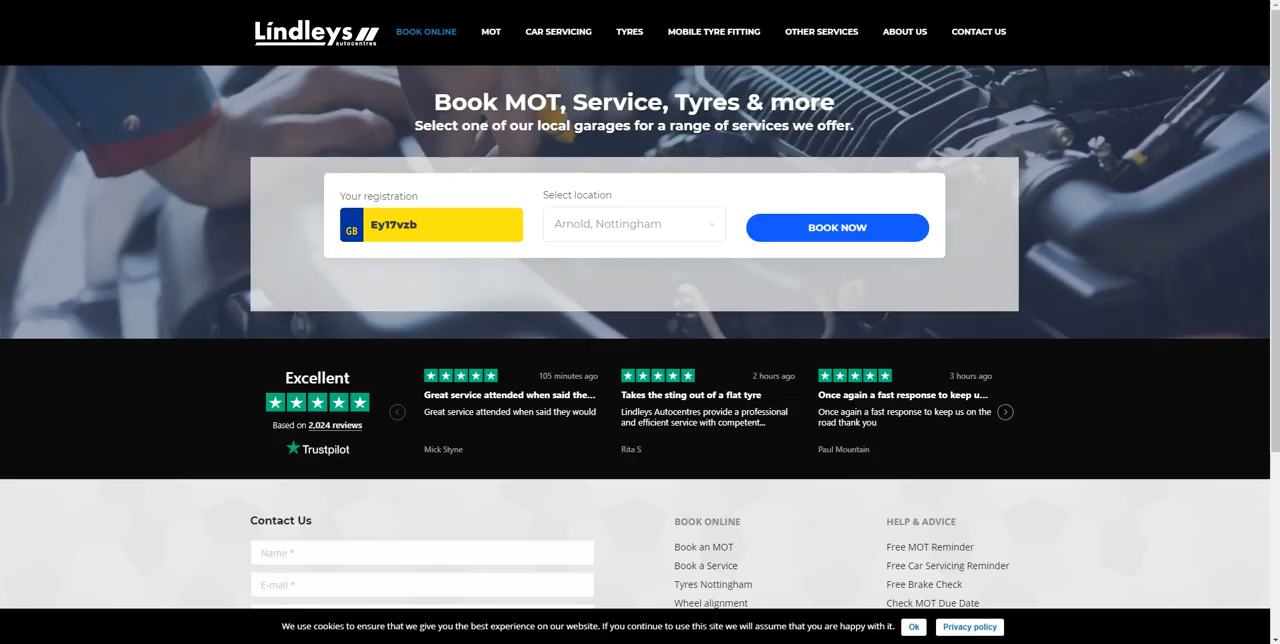 Lindleys
autocentres
BOOK ONLINE
MOT
CAR SERVICING
TYRES
MOBILE TYRE FITTING
OTHER SERVICES
ABOUT US
CONTACT US
Book MOT, Service, Tyres & more
Select one of our local garages for a range of services we offer.
Your registration
GB
Ey17vzb
Select location
Arnold, Nottingham
BOOK NOW
Excellent
Based on 2,024 reviews
Trustpilot
105 minutes ago
Great service attended when said the...
Great service attended when said they would
Mick Styne
2 hours ago
Takes the sting out of a flat tyre
Lindleys Autocentres provide a professional
and efficient service with competent...
Rita S
3 hours ago
Once again a fast response to keep u...
Once again a fast response to keep us on the
road thank you
Paul Mountain
Contact Us
Name *
E-mail *
BOOK ONLINE
Book an MOT
Book a Service
Tyres Nottingham
Wheel alignment
HELP & ADVICE
Free MOT Reminder
Free Car Servicing Reminder
Free Brake Check
Check MOT Due Date
We use cookies to ensure that we give you the best experience on our website. If you continue to use this site we will assume that you are happy with it.
Ok
Privacy policy